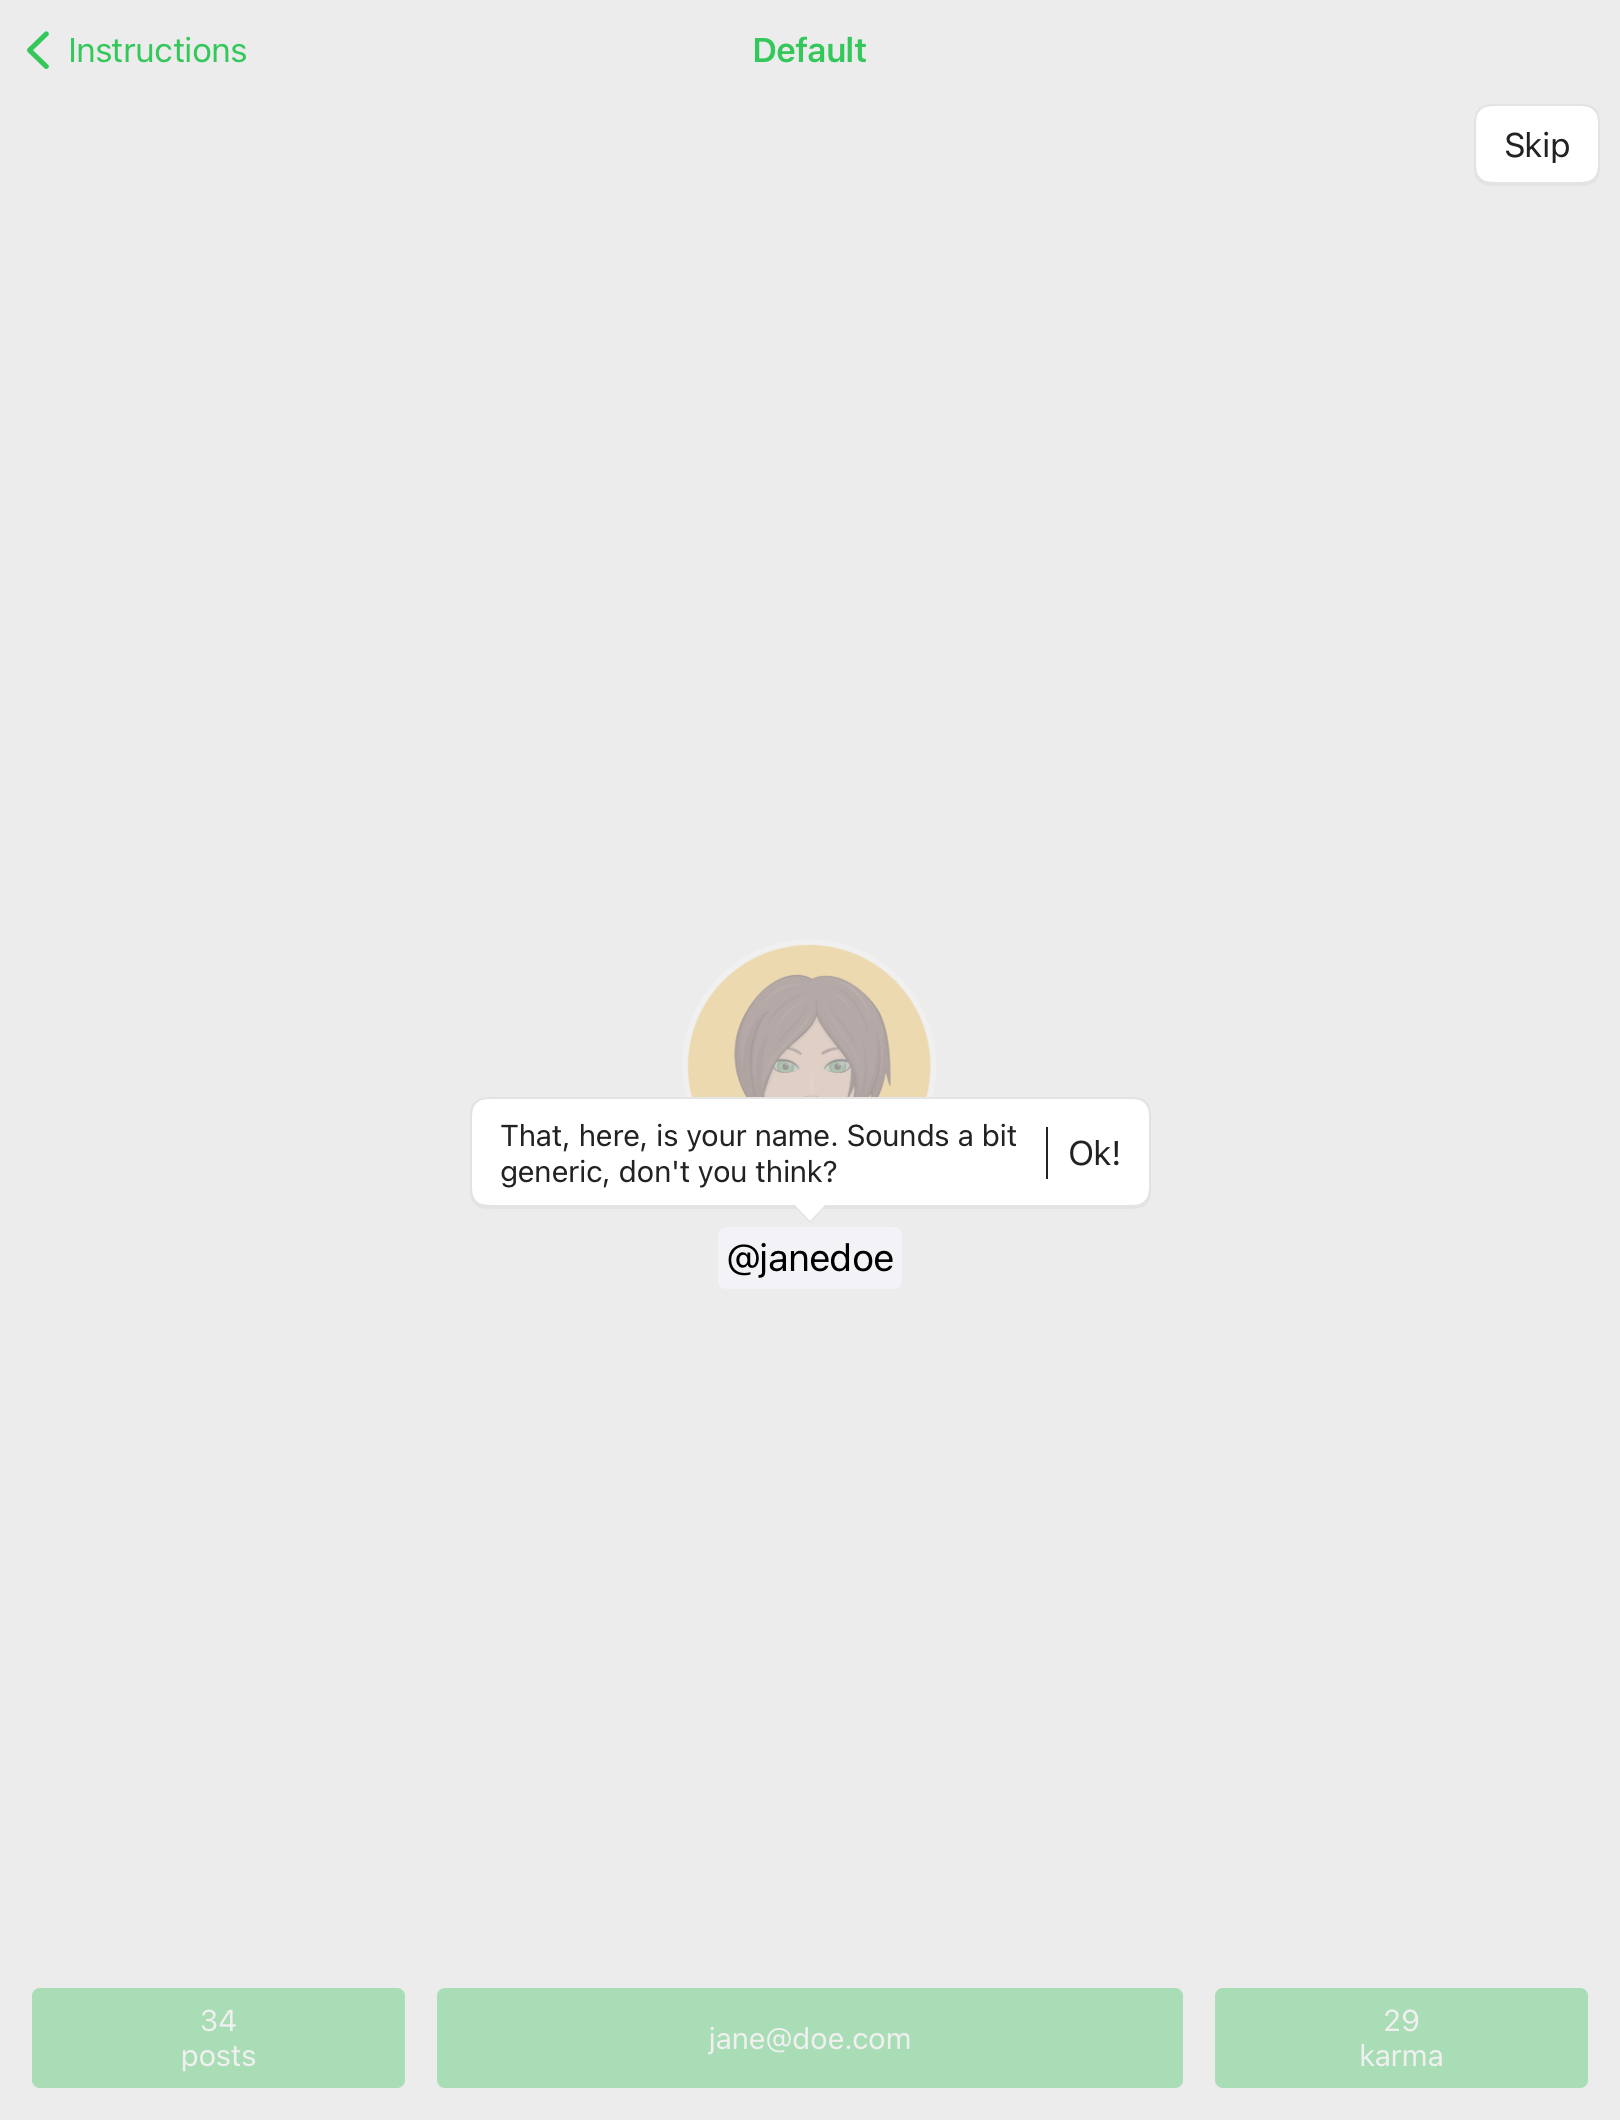 Instructions
Default
Skip
That, here, is your name. Sounds a bit
generic, don't you think?
Ok!
@janedoe
34
posts
jane@doe.com
29
karma